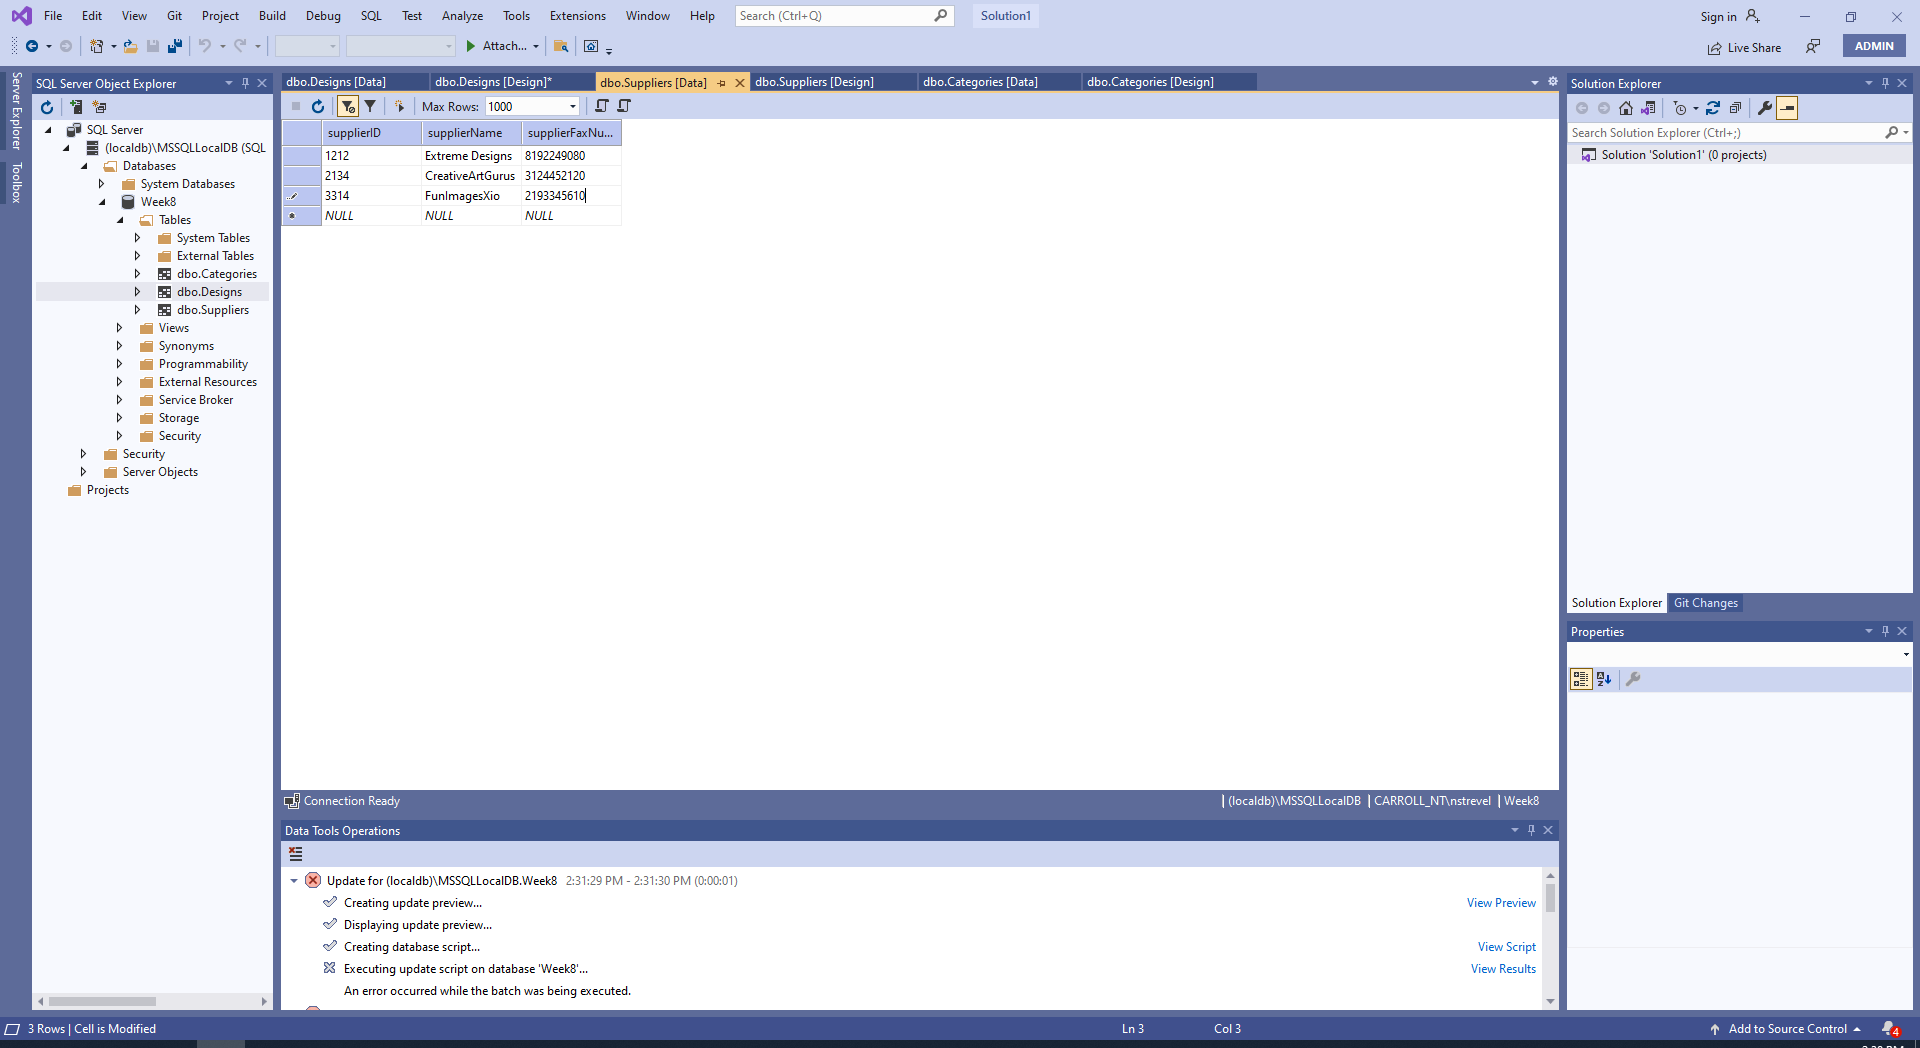 File Edit View Git Project Build Debug SQL Test Analyze Tools Extensions Window Help Search (Ctrl+Q) Solution1 Sign in
Attach... Live Share ADMIN
Server Explorer
Toolbox
SQL Server Object Explorer
SQL Server
(localdb)\MSSQLLocalDB (SQL
Databases
System Databases
Week8
Tables
System Tables
External Tables
dbo.Categories
dbo.Designs
dbo.Suppliers
Views
Synonyms
Programmability
External Resources
Service Broker
Storage
Security
Security
Server Objects
Projects
dbo.Designs [Data] dbo.Designs [Design]* dbo.Suppliers [Data] dbo.Suppliers [Design] dbo.Categories [Data] dbo.Categories [Design]
Max Rows: 1000
supplierID supplierName supplierFaxNu...
1212 Extreme Designs 8192249080
2134 CreativeArtGurus 3124452120
3314 FunImagesXio 2193345610
NULL NULL NULL
Connection Ready (localdb)\MSSQLLocalDB CARROLL_NT\nstrevel Week8
Data Tools Operations
Update for (localdb)\MSSQLLocalDB.Week8 2:31:29 PM - 2:31:30 PM (0:00:01)
Creating update preview... View Preview
Displaying update preview...
Creating database script... View Script
Executing update script on database 'Week8'... View Results
An error occurred while the batch was being executed.
Solution Explorer
Search Solution Explorer (Ctrl+;)
Solution 'Solution1' (0 projects)
Solution Explorer Git Changes
Properties
3 Rows | Cell is Modified Ln 3 Col 3 Add to Source Control 4